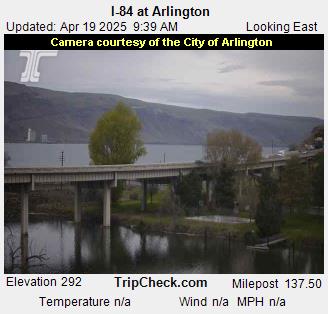 I-84 at Arlington
Updated: Apr 19 2025 9:39 AM Looking East
Camera courtesy of the City of Arlington
Elevation 292 TripCheck.com Milepost 137.50
Temperature n/a Wind n/a MPH n/a